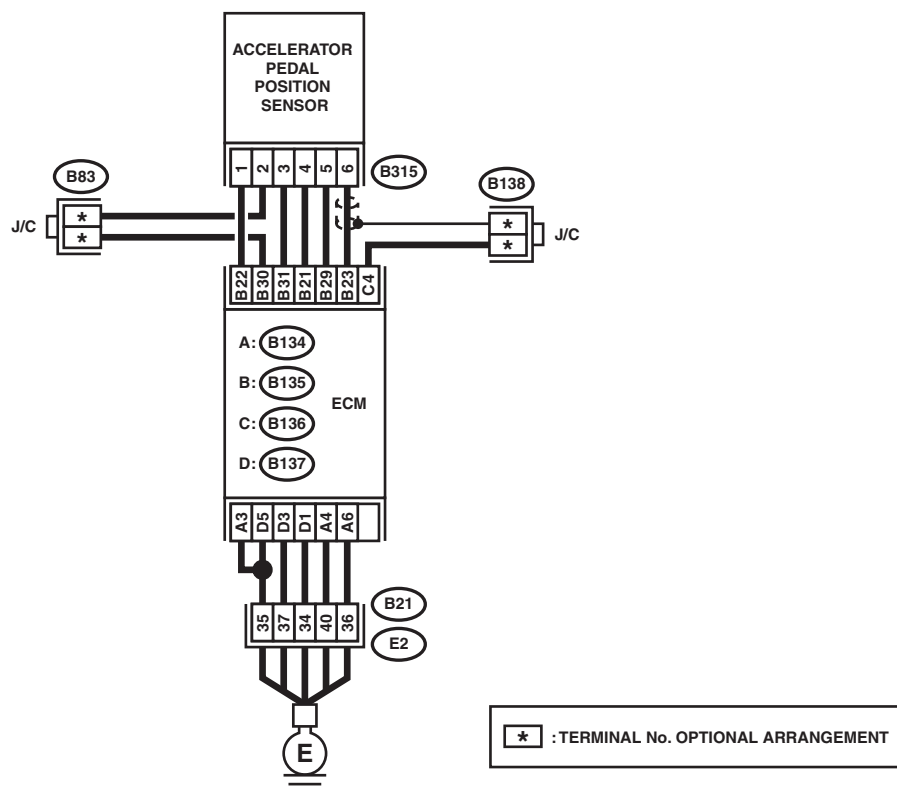 ACCELERATOR
PEDAL
POSITION
SENSOR
1 2 3 4 5 6
B315
B83
B138
J/C
*
*
*
*
J/C
B22 B30 B31 B21 B29 B23 C4
A: B134
B: B135
ECM
C: B136
D: B137
A3 D5 D3 D1 A4 A6
B21
35 37 34 40 36
E2
E
* : TERMINAL No. OPTIONAL ARRANGEMENT